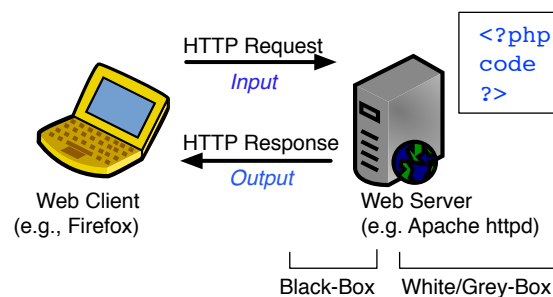 HTTP Request
Input
<?php
code
?>
HTTP Response
Output
Web Client
(e.g., Firefox)
Web Server
(e.g. Apache httpd)
Black-Box
White/Grey-Box